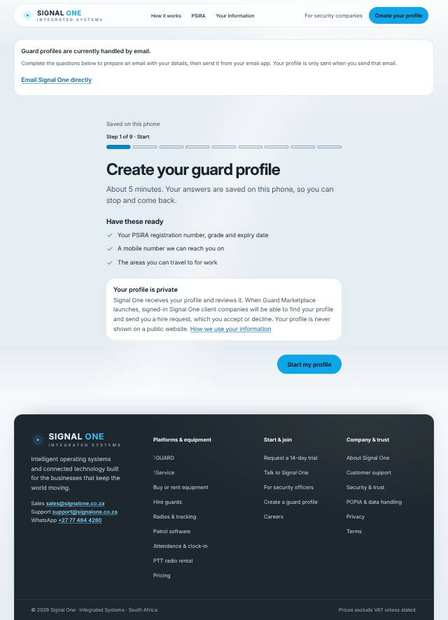 SIGNAL ONE
INTEGRATED SYSTEMS
How it works
PSIRA
Your information
For security companies
Create your profile
Guard profiles are currently handled by email.
Complete the questions below to prepare an email with your details, then send it from your email app. Your profile is only sent when you send that email.
Email Signal One directly
Saved on this phone
Step 1 of 9 · Start
Create your guard profile
About 5 minutes. Your answers are saved on this phone, so you can
stop and come back.
Have these ready
Your PSIRA registration number, grade and expiry date
A mobile number we can reach you on
The areas you can travel to for work
Your profile is private
Signal One receives your profile and reviews it. When Guard Marketplace
launches, signed-in Signal One client companies will be able to find your profile
and send you a hire request, which you accept or decline. Your profile is never
shown on a public website. How we use your information
Start my profile
SIGNAL ONE
INTEGRATED SYSTEMS
Intelligent operating systems
and connected technology built
for the businesses that keep the
world moving.
Sales sales@signalone.co.za
Support support@signalone.co.za
WhatsApp
Platforms & equipment
GUARD
Service
Buy or rent equipment
Hire guards
Radios & tracking
Patrol software
Attendance & clock-in
PTT radio rental
Pricing
Start & join
Request a 14-day trial
Talk to Signal One
For security officers
Create a guard profile
Careers
Company & trust
About Signal One
Customer support
Security & trust
POPIA & data handling
Privacy
Terms
© 2026 Signal One · Integrated Systems · South Africa
Prices exclude VAT unless stated